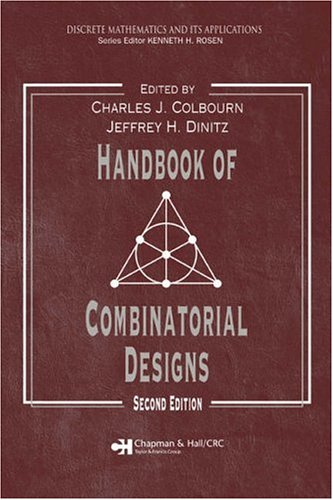 DISCRETE MATHEMATICS AND ITS APPLICATIONS
Series Editor KENNETH H. ROSEN
EDITED BY
CHARLES J. COLBOURN
JEFFREY H. DINITZ
HANDBOOK OF
COMBINATORIAL
DESIGNS
SECOND EDITION
Chapman & Hall/CRC
Taylor & Francis Group